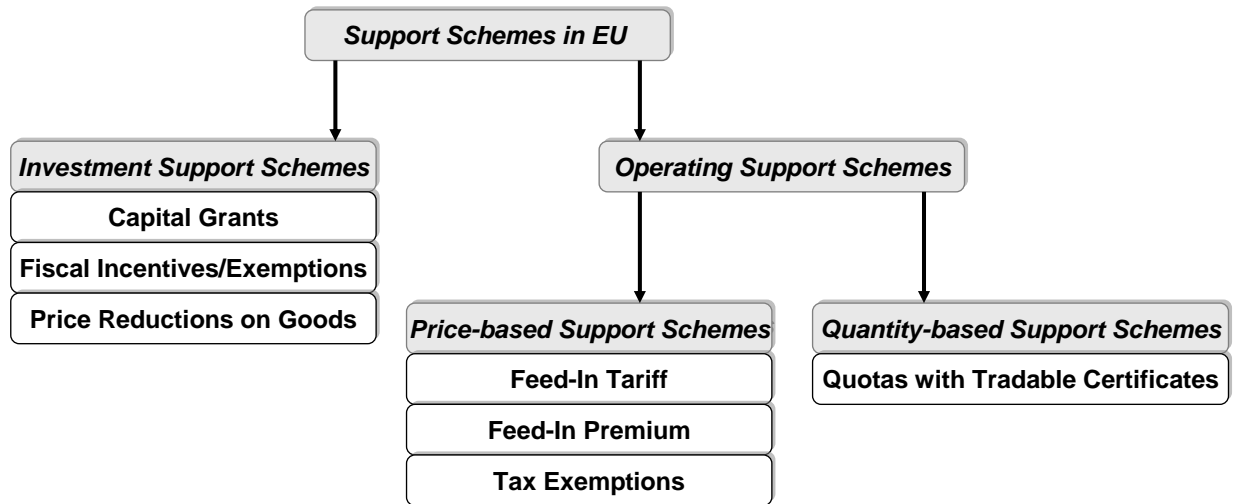 Support Schemes in EU
Investment Support Schemes
Capital Grants
Fiscal Incentives/Exemptions
Price Reductions on Goods
Operating Support Schemes
Price-based Support Schemes
Feed-In Tariff
Feed-In Premium
Tax Exemptions
Quantity-based Support Schemes
Quotas with Tradable Certificates